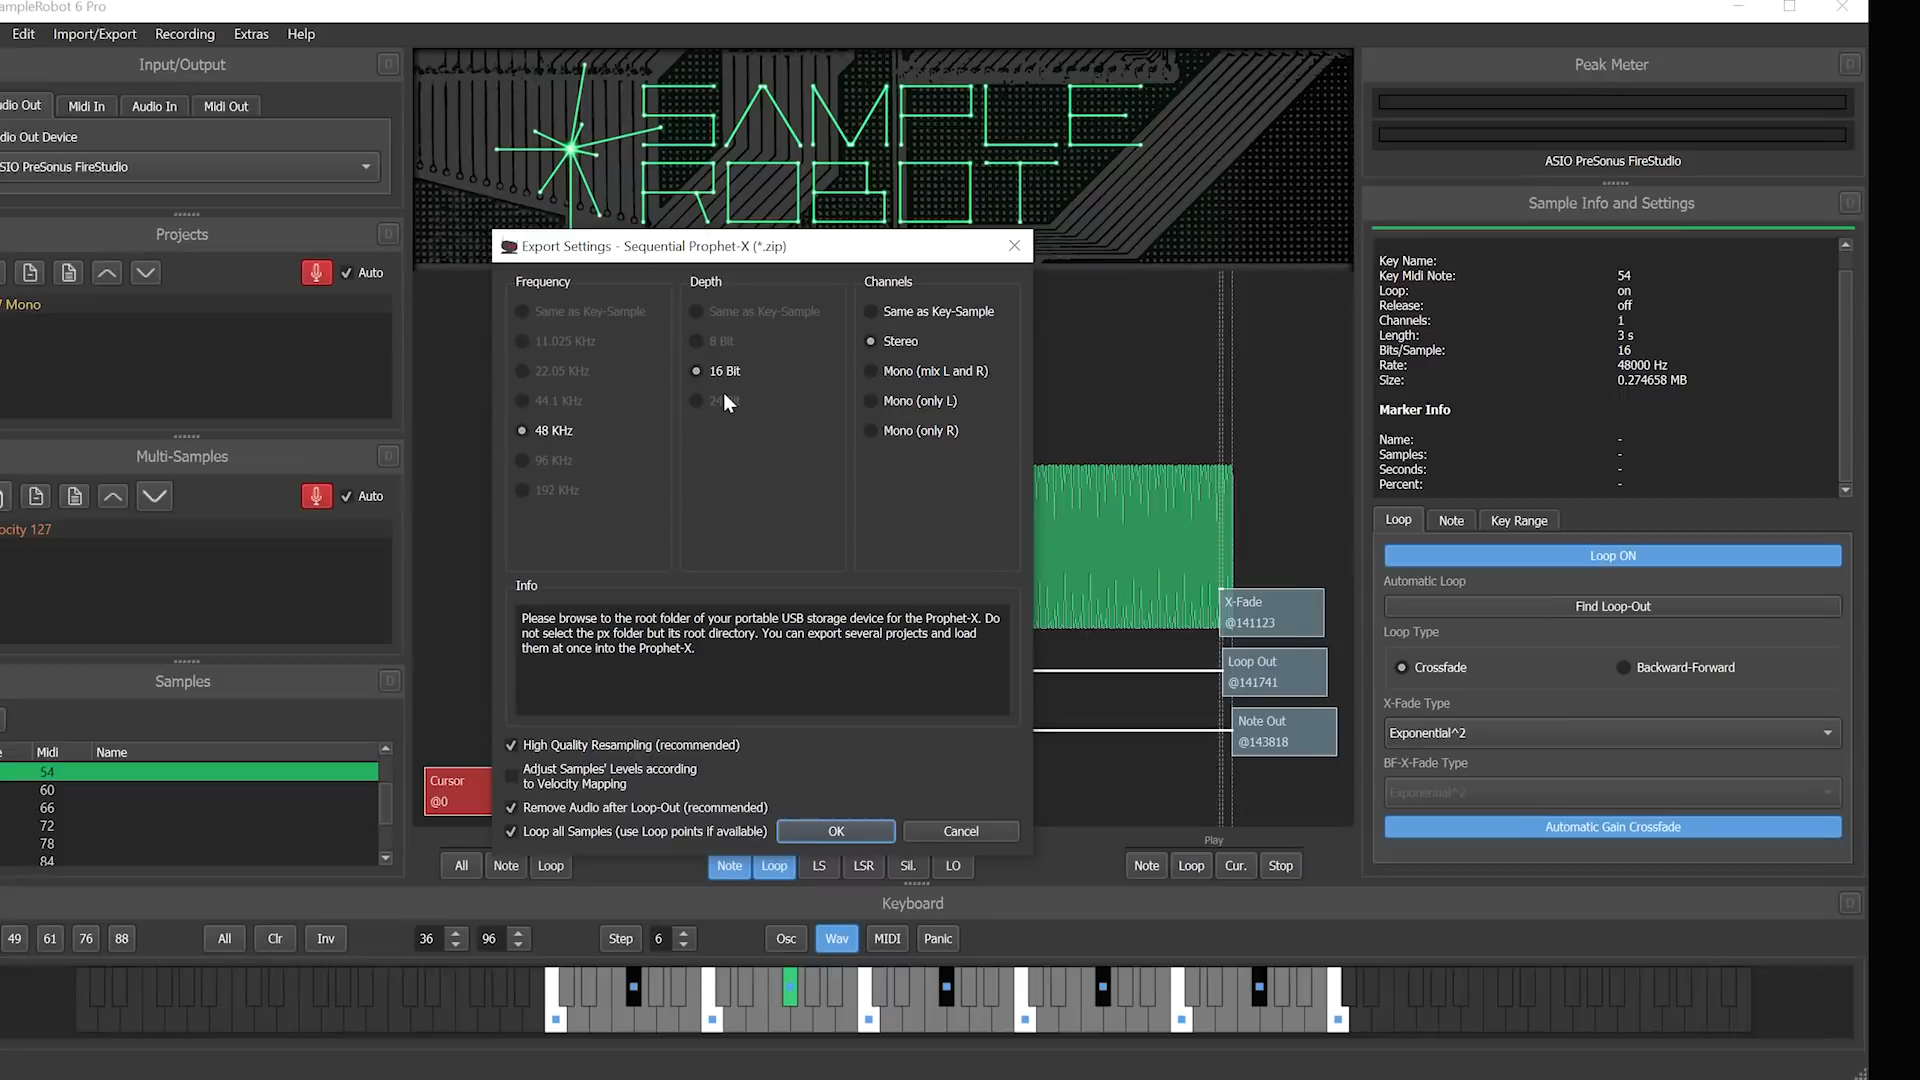 ampleRobot 6 Pro
Edit Import/Export Recording Extras Help
Input/Output
udio Out Midi In Audio In Midi Out
dio Out Device
SIO PreSonus FireStudio
Projects
Auto
/ Mono
Multi-Samples
Auto
ocity 127
Samples
e Midi Name
54
60
66
72
78
84
SAMPLE
ROBOT
Export Settings - Sequential Prophet-X (*.zip)
Frequency
Same as Key-Sample
11.025 KHz
22.05 KHz
44.1 KHz
48 KHz
96 KHz
192 KHz
Depth
Same as Key-Sample
8 Bit
16 Bit
Channels
Same as Key-Sample
Stereo
Mono (mix L and R)
Mono (only L)
Mono (only R)
Info
Please browse to the root folder of your portable USB storage device for the Prophet-X. Do
not select the px folder but its root directory. You can export several projects and load
them at once into the Prophet-X.
High Quality Resampling (recommended)
Adjust Samples' Levels according
to Velocity Mapping
Remove Audio after Loop-Out (recommended)
Loop all Samples (use Loop points if available)
OK Cancel
Cursor
@0
X-Fade
@141123
Loop Out
@141741
Note Out
@143818
All Note Loop
Note Loop LS LSR Sil. LO
Play
Note Loop Cur. Stop
Peak Meter
ASIO PreSonus FireStudio
Sample Info and Settings
Key Name:
Key Midi Note: 54
Loop: on
Release: off
Channels: 1
Length: 3 s
Bits/Sample: 16
Rate: 48000 Hz
Size: 0.274658 MB
Marker Info
Name: -
Samples: -
Seconds: -
Percent: -
Loop Note Key Range
Loop ON
Automatic Loop
Find Loop-Out
Loop Type
Crossfade Backward-Forward
X-Fade Type
Exponential^2
BF-X-Fade Type
Exponential^2
Automatic Gain Crossfade
Keyboard
49 61 76 88 All Clr Inv 36 96 Step 6 Osc Wav MIDI Panic